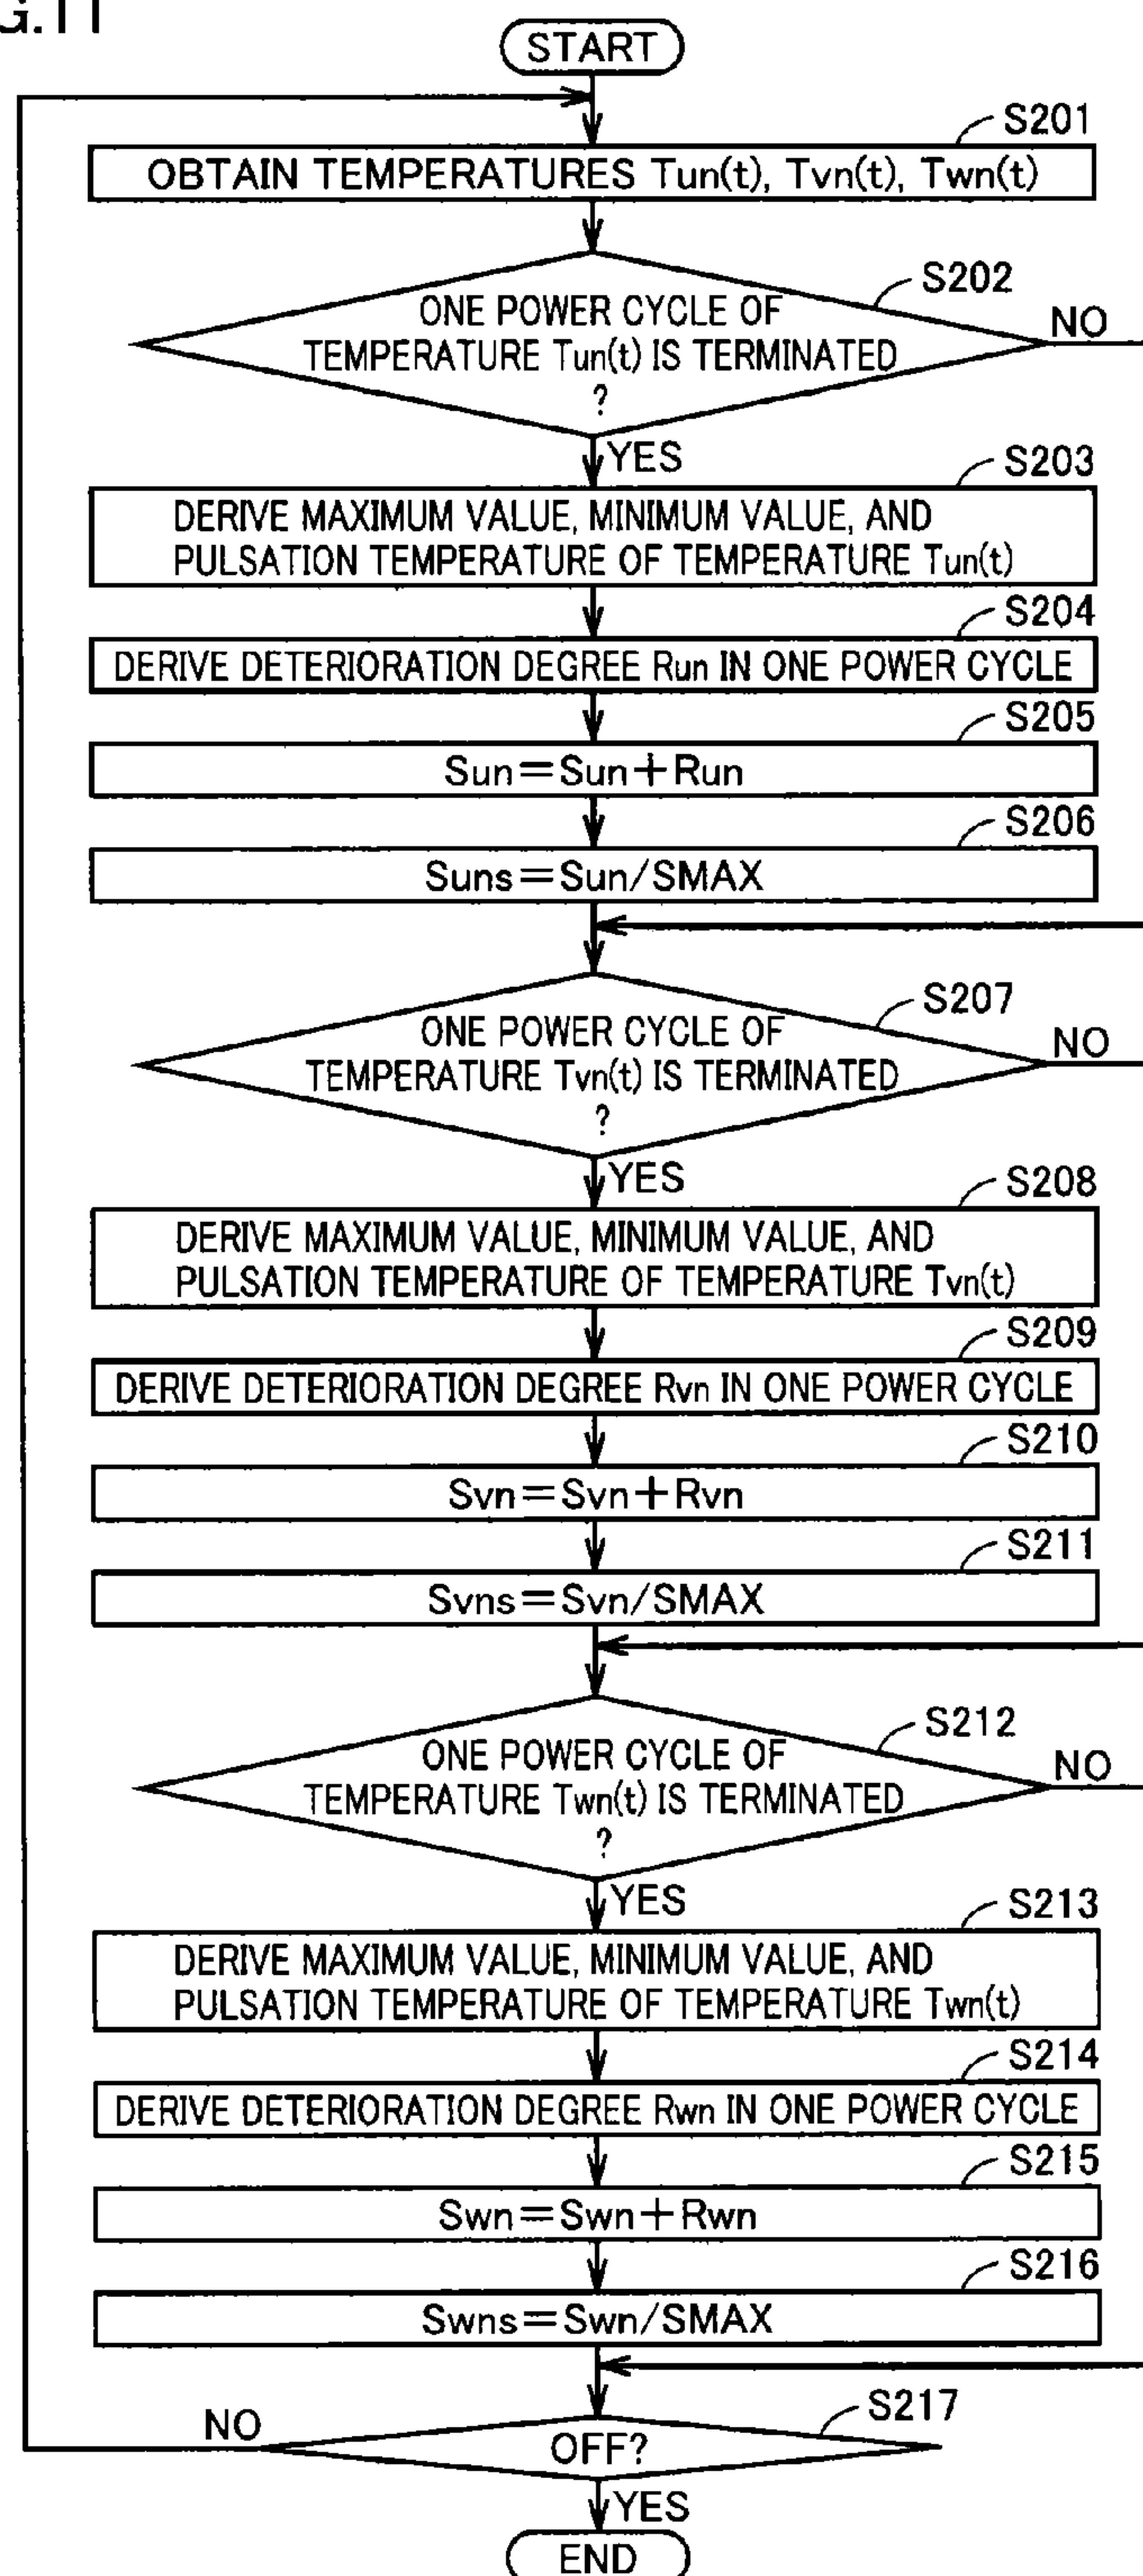 G.11
START
S201
OBTAIN TEMPERATURES Tun(t), Tvn(t), Twn(t)
S202
ONE POWER CYCLE OF
TEMPERATURE Tun(t) IS TERMINATED
?
NO
YES
S203
DERIVE MAXIMUM VALUE, MINIMUM VALUE, AND
PULSATION TEMPERATURE OF TEMPERATURE Tun(t)
S204
DERIVE DETERIORATION DEGREE Run IN ONE POWER CYCLE
S205
Sun=Sun+Run
S206
Suns=Sun/SMAX
S207
ONE POWER CYCLE OF
TEMPERATURE Tvn(t) IS TERMINATED
?
NO
YES
S208
DERIVE MAXIMUM VALUE, MINIMUM VALUE, AND
PULSATION TEMPERATURE OF TEMPERATURE Tvn(t)
S209
DERIVE DETERIORATION DEGREE Rvn IN ONE POWER CYCLE
S210
Svn=Svn+Rvn
S211
Svns=Svn/SMAX
S212
ONE POWER CYCLE OF
TEMPERATURE Twn(t) IS TERMINATED
?
NO
YES
S213
DERIVE MAXIMUM VALUE, MINIMUM VALUE, AND
PULSATION TEMPERATURE OF TEMPERATURE Twn(t)
S214
DERIVE DETERIORATION DEGREE Rwn IN ONE POWER CYCLE
S215
Swn=Swn+Rwn
S216
Swns=Swn/SMAX
S217
NO
OFF?
YES
END